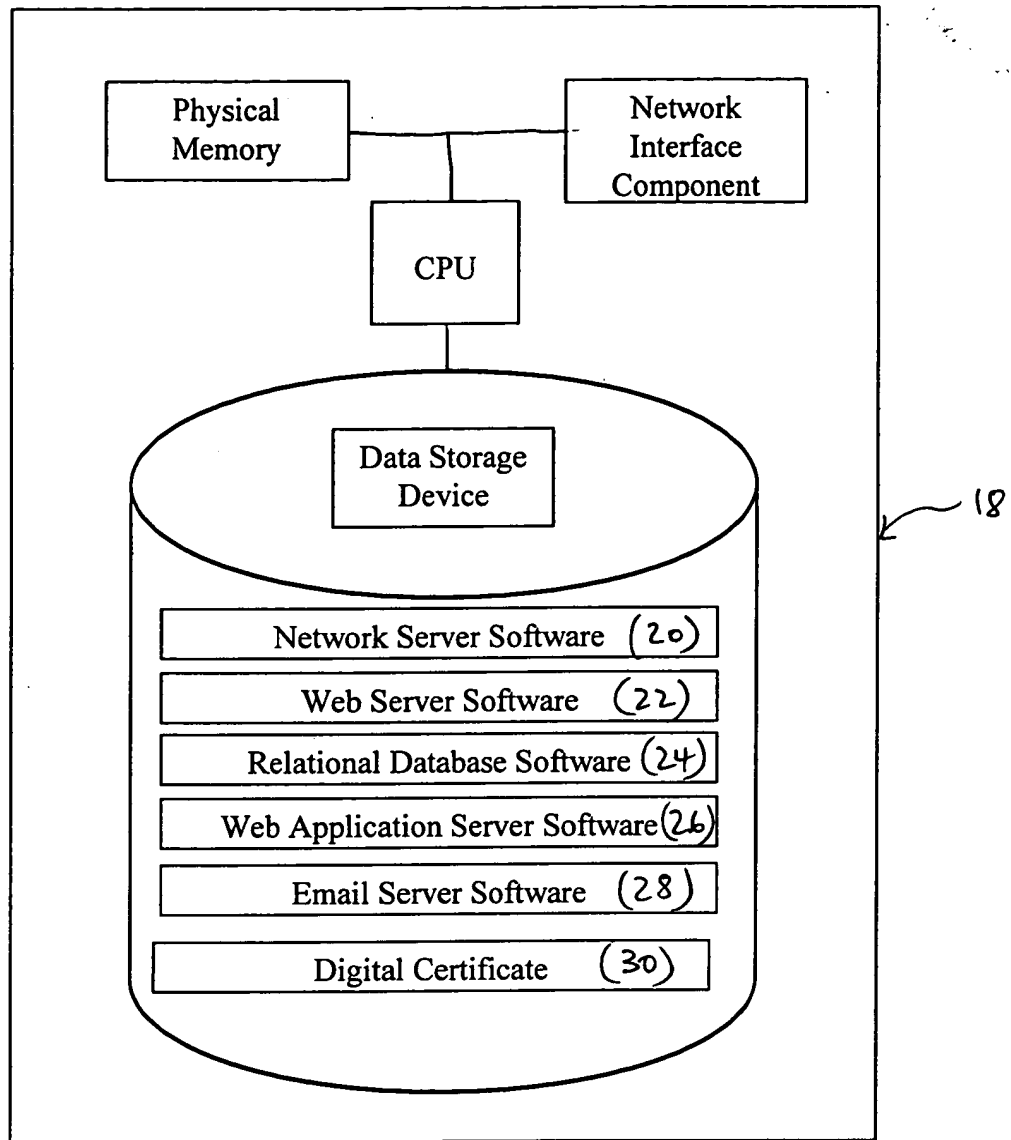 Physical
Memory
Network
Interface
Component
CPU
Data Storage
Device
18
Network Server Software (20)
Web Server Software (22)
Relational Database Software (24)
Web Application Server Software (26)
Email Server Software (28)
Digital Certificate (30)